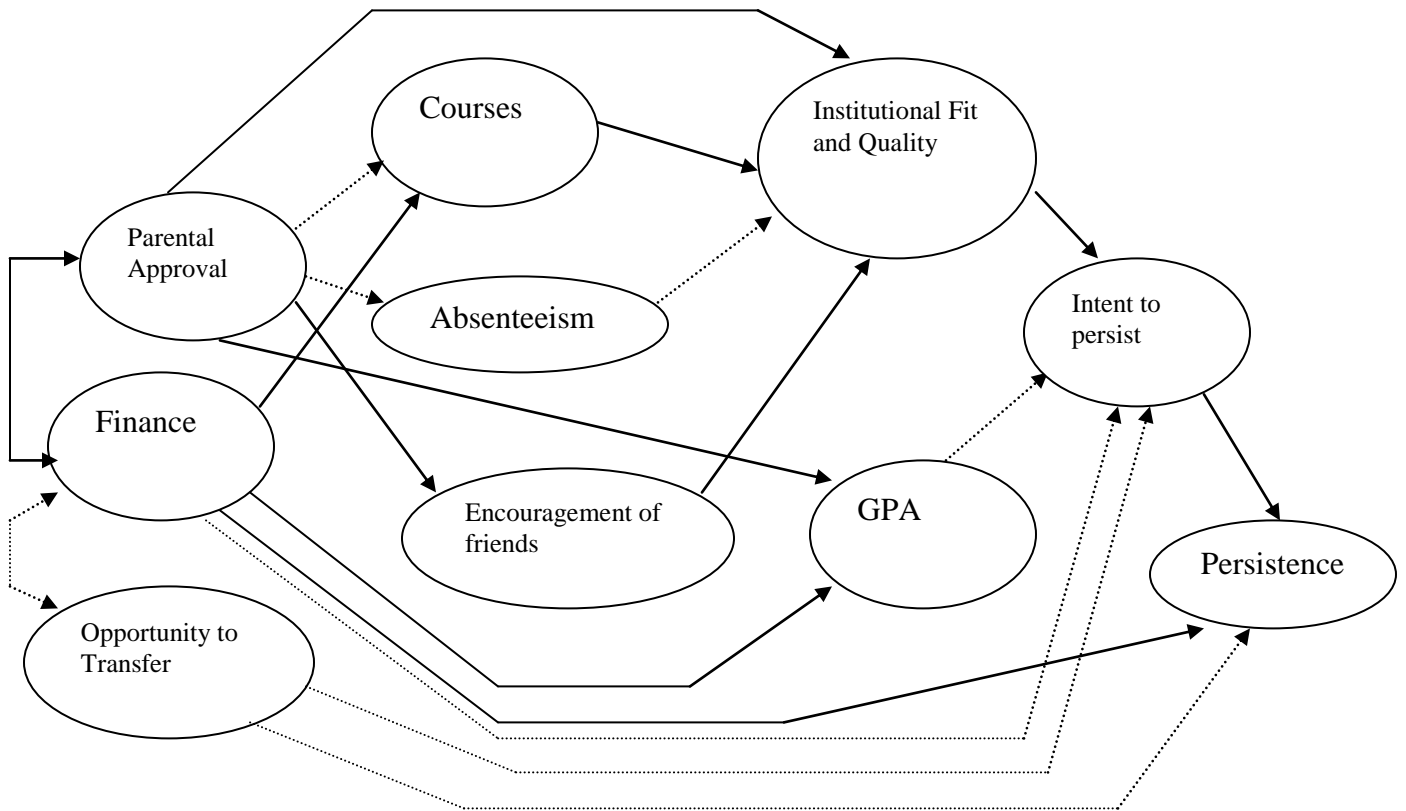 Courses
Institutional Fit
and Quality
Parental
Approval
Absenteeism
Intent to
persist
Finance
Encouragement of
friends
GPA
Persistence
Opportunity to
Transfer